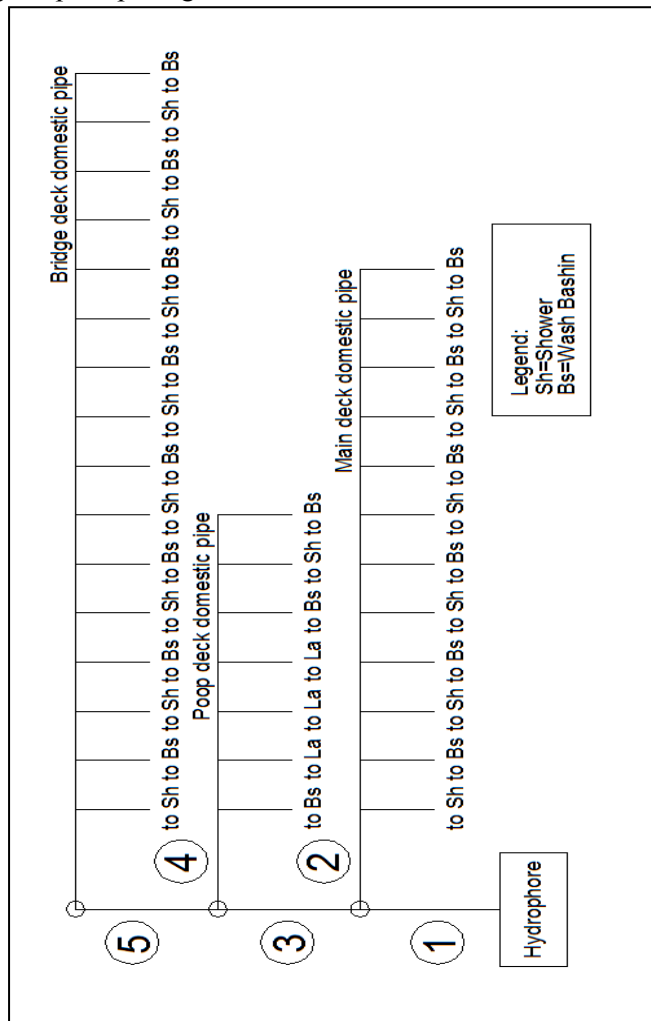 Bridge deck domestic pipe
5
4
to Sh to Bs to Sh to Bs to Sh to Bs to Sh to Bs to Sh to Bs to Sh to Bs to Sh to Bs to Sh to Bs
Poop deck domestic pipe
3
2
to Bs to La to La to La to Bs to Sh to Bs
Main deck domestic pipe
1
to Sh to Bs to Sh to Bs to Sh to Bs to Sh to Bs to Sh to Bs to Sh to Bs
Hydrophore
Legend:
Sh=Shower
Bs=Wash Bashin